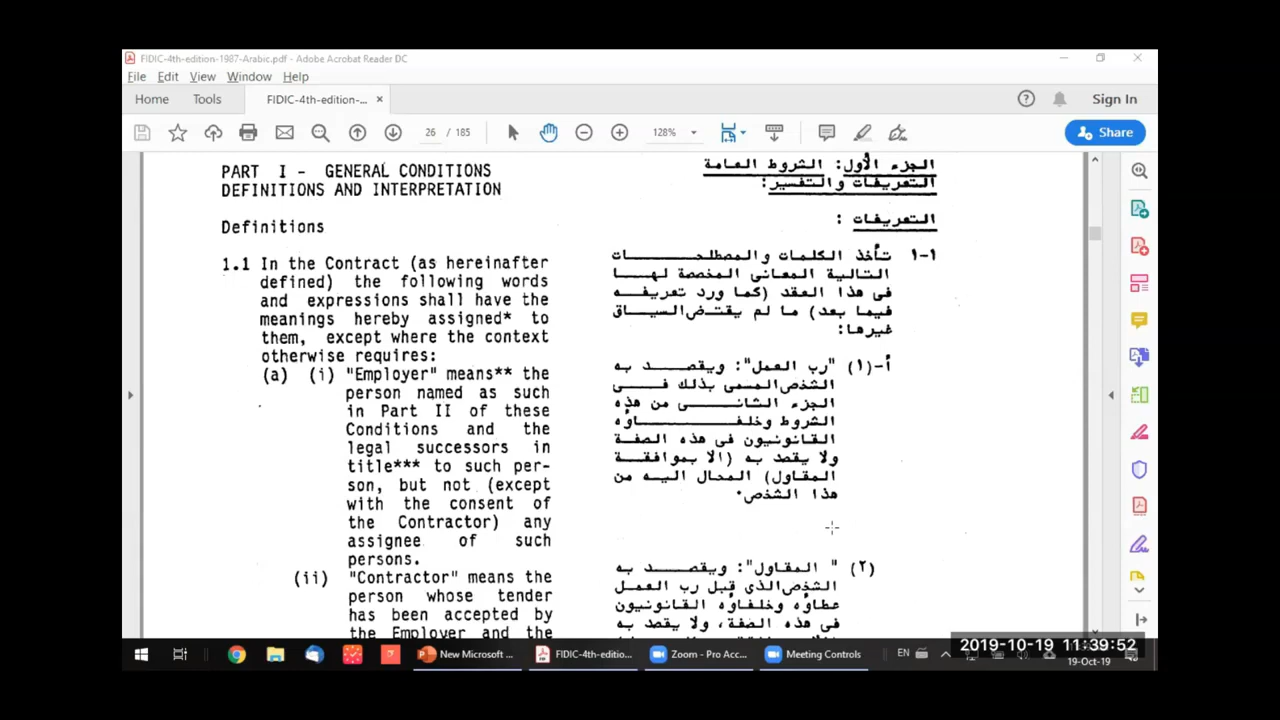 FIDIC-4th-edition-1987-Arabic.pdf - Adobe Acrobat Reader DC
File Edit View Window Help
Home Tools FIDIC-4th-edition-... × Sign In
26 / 185 128% Share
PART I - GENERAL CONDITIONS
DEFINITIONS AND INTERPRETATION
Definitions
1.1 In the Contract (as hereinafter
defined) the following words
and expressions shall have the
meanings hereby assigned* to
them, except where the context
otherwise requires:
(a) (i) "Employer" means** the
person named as such
in Part II of these
Conditions and the
legal successors in
title*** to such per-
son, but not (except
with the consent of
the Contractor) any
assignee of such
persons.
(ii) "Contractor" means the
person whose tender
has been accepted by
the Employer and the
الجزء الأول: الشروط العامة
التعريفات والتفسير:
التعريفات :
١-١ تأخذ الكلمات والمصطلحات
التالية المعانى المخصصة لها
فى هذا العقد (كما ورد تعريفه
فيما بعد) ما لم يقتض السياق
غيرها:
أ-(١) "رب العمل": ويقصد به
الشخص المسمى بذلك فى
الجزء الثانى من هذه
الشروط وخلفاؤه
القانونيون فى هذه الصفة
ولا يقصد به (الا بموافقة
المقاول) المحال اليه من
هذا الشخص.
(٢) " المقاول": ويقصد به
الشخص الذى قبل رب العمل
عطاؤه وخلفاؤه القانونيون
فى هذه الصفة، ولا يقصد به
New Microsoft ... FIDIC-4th-editio... Zoom - Pro Acc... Meeting Controls EN
2019-10-19 11:39:52
19-Oct-19